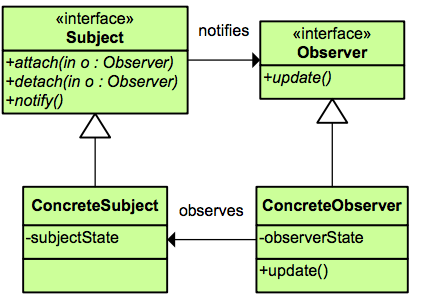 «interface»
Subject
+attach(in o : Observer)
+detach(in o : Observer)
+notify()
notifies
«interface»
Observer
+update()
ConcreteSubject
-subjectState
observes
ConcreteObserver
-observerState
+update()